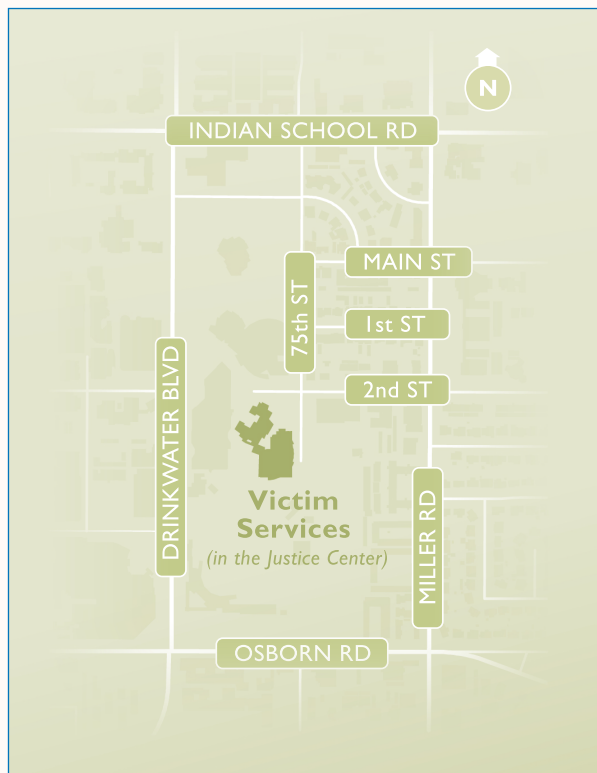 N
INDIAN SCHOOL RD
MAIN ST
75th ST
1st ST
2nd ST
DRINKWATER BLVD
Victim
Services
(in the Justice Center)
MILLER RD
OSBORN RD